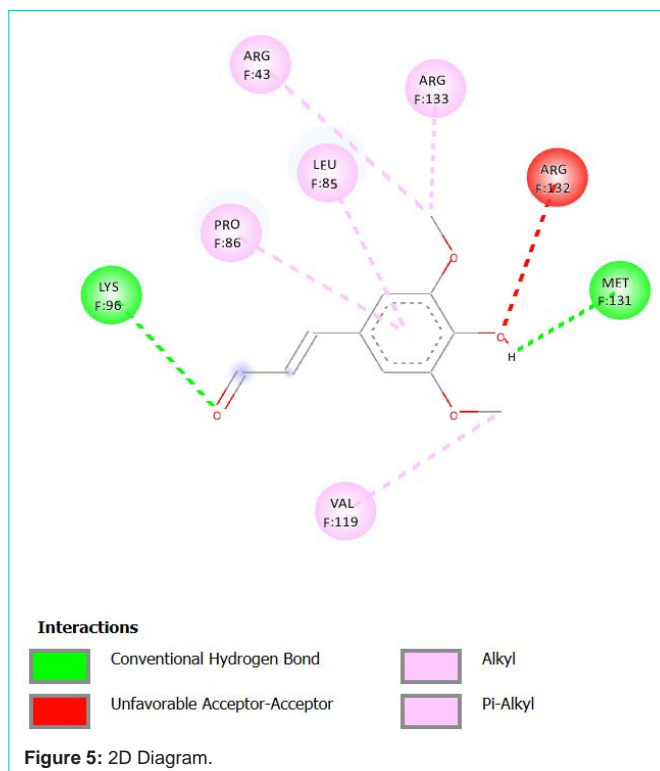 ARG
F:43
ARG
F:133
LEU
F:85
ARG
F:132
PRO
F:86
LYS
F:96
MET
F:131
O
O
H
O
O
VAL
F:119
Interactions
Conventional Hydrogen Bond
Alkyl
Unfavorable Acceptor-Acceptor
Pi-Alkyl
Figure 5: 2D Diagram.